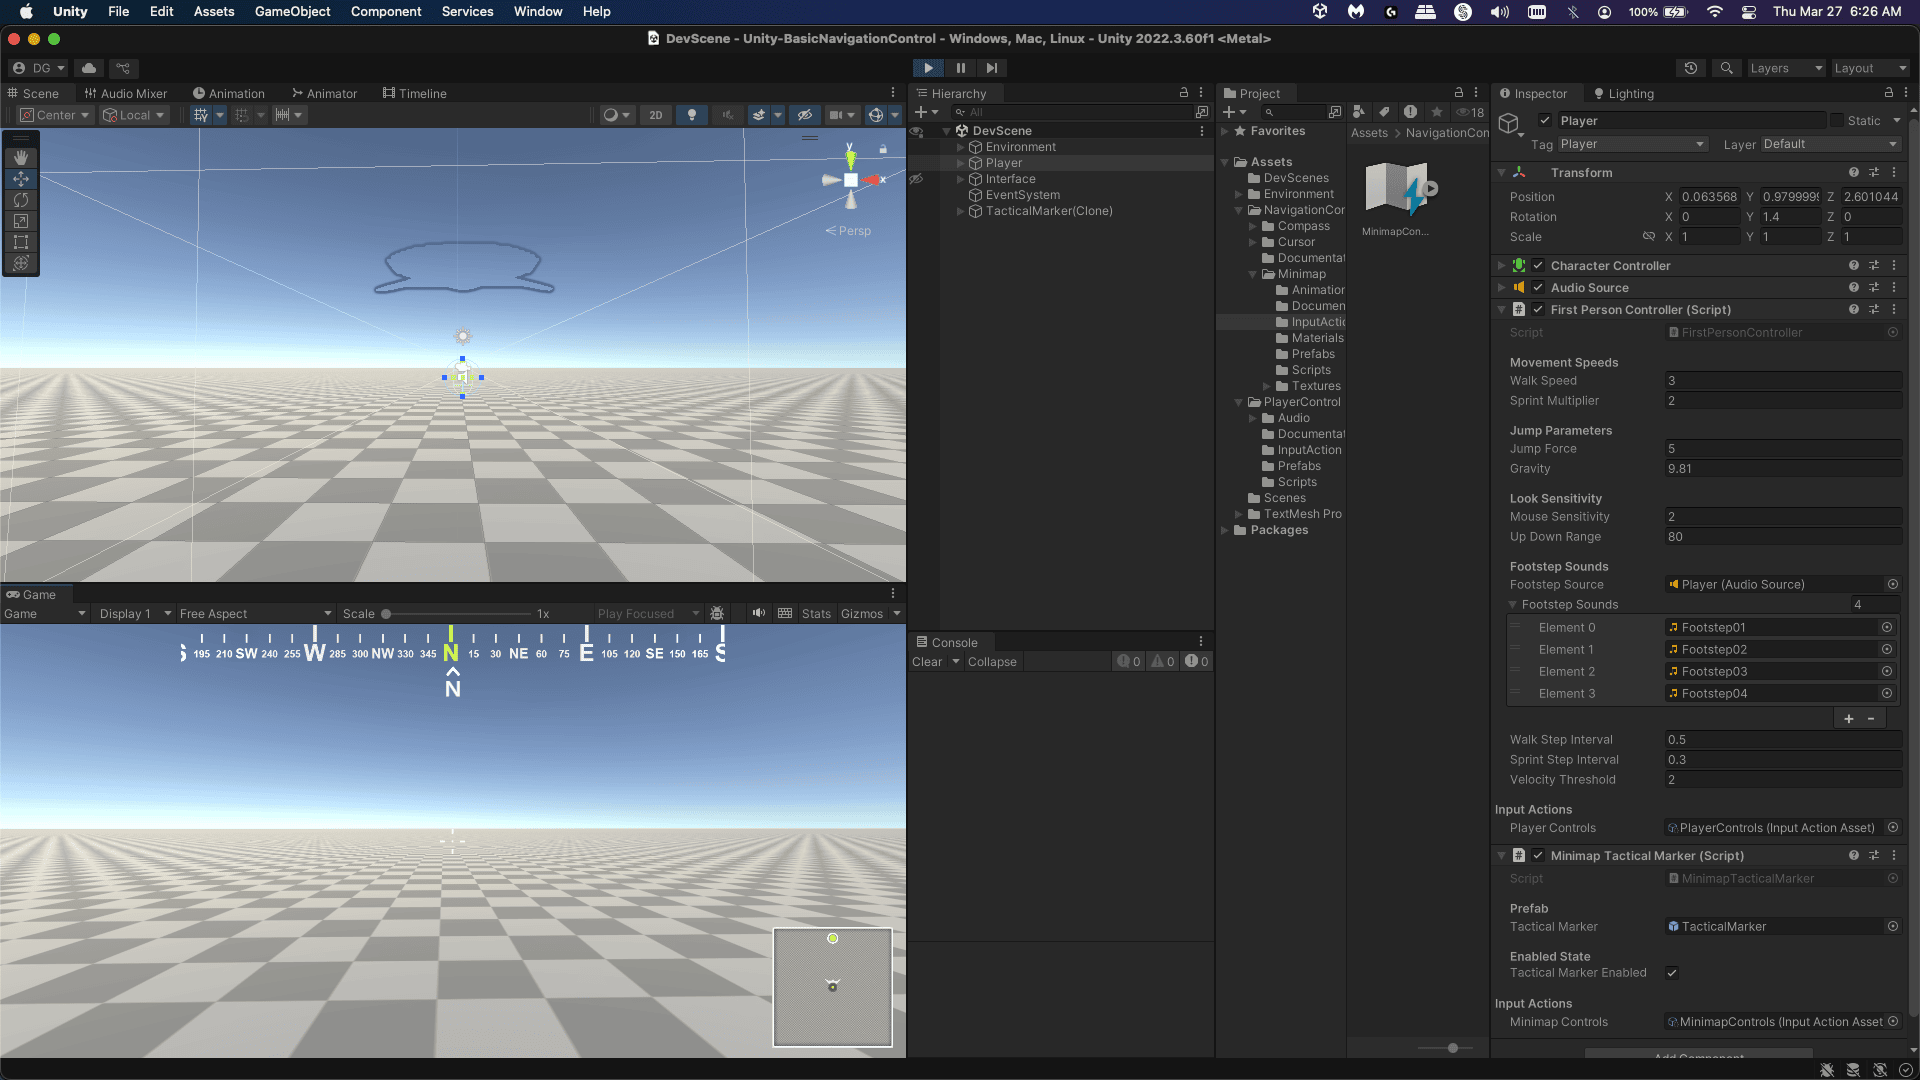 Unity File Edit Assets GameObject Component Services Window Help 100% Thu Mar 27 6:26 AM
DevScene - Unity-BasicNavigationControl - Windows, Mac, Linux - Unity 2022.3.60f1 <Metal>
DG
Layers Layout
Scene Audio Mixer Animation Animator Timeline
Center Local 2D
y
x
Persp
Hierarchy
All
DevScene
Environment
Player
Interface
EventSystem
TacticalMarker(Clone)
Project
18
Favorites
Assets
DevScenes
Environment
NavigationCor
Compass
Cursor
Documentat
Minimap
Animation
Documen
InputActic
Materials
Prefabs
Scripts
Textures
PlayerControl
Audio
Documentat
InputAction
Prefabs
Scripts
Scenes
TextMesh Pro
Packages
Assets NavigationCon
MinimapCon...
Game
Game Display 1 Free Aspect Scale 1x Play Focused Stats Gizmos
S 195 210 SW 240 255 W 285 300 NW 330 345 N 15 30 NE 60 75 E 105 120 SE 150 165 S
N
Console
Clear Collapse 0 0 0
Inspector Lighting
Player Static
Tag Player Layer Default
Transform
Position X 0.063568 Y 0.9799999 Z 2.601044
Rotation X 0 Y 1.4 Z 0
Scale X 1 Y 1 Z 1
Character Controller
Audio Source
First Person Controller (Script)
Script FirstPersonController
Movement Speeds
Walk Speed 3
Sprint Multiplier 2
Jump Parameters
Jump Force 5
Gravity 9.81
Look Sensitivity
Mouse Sensitivity 2
Up Down Range 80
Footstep Sounds
Footstep Source Player (Audio Source)
Footstep Sounds 4
Element 0 Footstep01
Element 1 Footstep02
Element 2 Footstep03
Element 3 Footstep04
+ -
Walk Step Interval 0.5
Sprint Step Interval 0.3
Velocity Threshold 2
Input Actions
Player Controls PlayerControls (Input Action Asset)
Minimap Tactical Marker (Script)
Script MinimapTacticalMarker
Prefab
Tactical Marker TacticalMarker
Enabled State
Tactical Marker Enabled
Input Actions
Minimap Controls MinimapControls (Input Action Asset